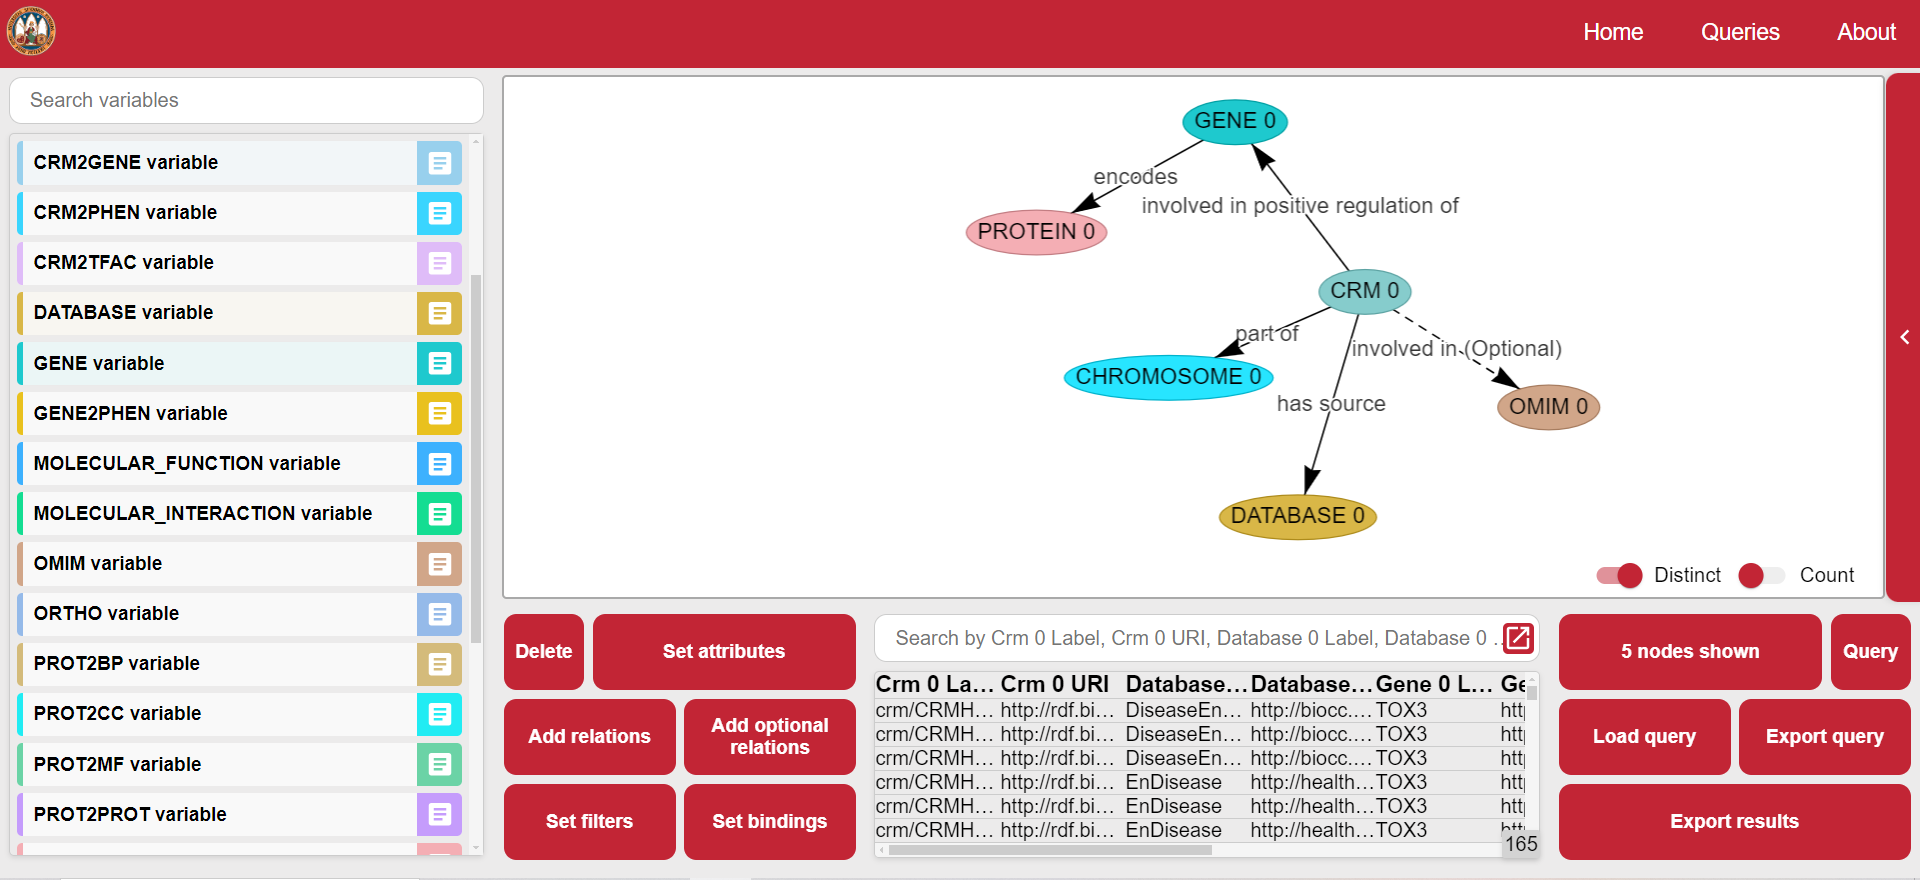 Home Queries About
Search variables
CRM2GENE variable
CRM2PHEN variable
CRM2TFAC variable
DATABASE variable
GENE variable
GENE2PHEN variable
MOLECULAR_FUNCTION variable
MOLECULAR_INTERACTION variable
OMIM variable
ORTHO variable
PROT2BP variable
PROT2CC variable
PROT2MF variable
PROT2PROT variable
GENE 0
encodes
involved in positive regulation of
PROTEIN 0
CRM 0
part of
involved in (Optional)
CHROMOSOME 0
has source
OMIM 0
DATABASE 0
Distinct Count
Delete
Set attributes
Add relations
Add optional
relations
Set filters
Set bindings
Search by Crm 0 Label, Crm 0 URI, Database 0 Label, Database 0 ...
Crm 0 La... Crm 0 URI Database... Database... Gene 0 L... Ge
crm/CRMH... http://rdf.bi... DiseaseEn... http://biocc.... TOX3 htt
crm/CRMH... http://rdf.bi... DiseaseEn... http://biocc.... TOX3 htt
crm/CRMH... http://rdf.bi... DiseaseEn... http://biocc.... TOX3 htt
crm/CRMH... http://rdf.bi... EnDisease http://health... TOX3 htt
crm/CRMH... http://rdf.bi... EnDisease http://health... TOX3 htt
crm/CRMH... http://rdf.bi... EnDisease http://health... TOX3
165
5 nodes shown
Query
Load query
Export query
Export results